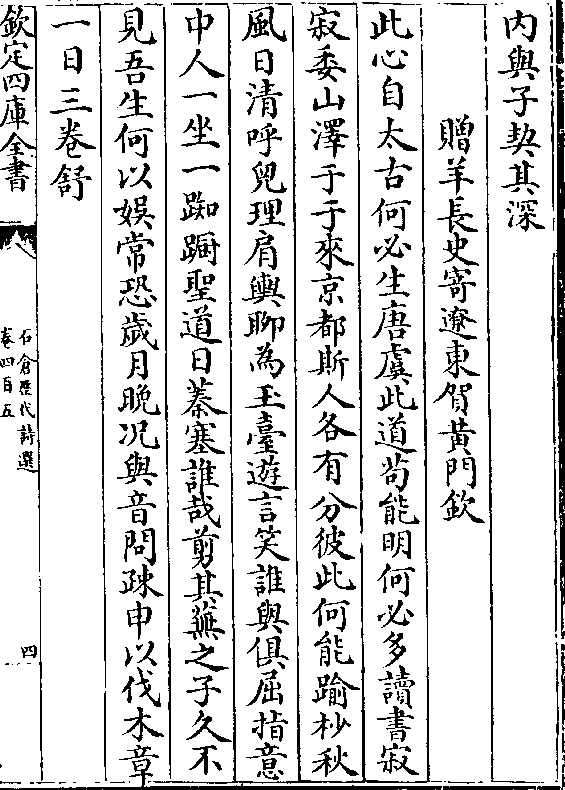 内與子契其深
贈羊長史寄遼東賀黃門欽
此心自太古何必生唐虞此道苟能明何必多讀書寂
寂委山澤于于來京都斯人各有分彼此何能踰杪秋
風日清呼兒理肩輿聊為玉臺遊言笑誰與俱屈指意
中人一坐一踟蹰聖道日蓁塞誰哉剪其蕪之子久不
見吾生何以娱常恐歲月晚况與音問疎申以伐木章
一日三卷舒
欽定四庫全書
石倉歷代詩選
卷四百五
四